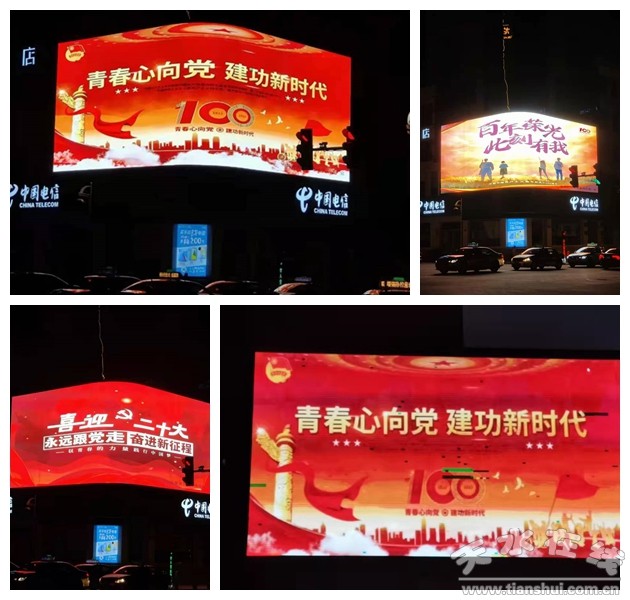 店
青春心向党 建功新时代
★★★ ★★★
100
青春心向党 建功新时代
中国电信
CHINA TELECOM
中国电信
CHINA TELECOM
店
百年荣光
此刻有我
100
中国电信
CHINA TELECOM
中国电信
喜迎二十大
永远跟党走 奋进新征程
中国电信
青春心向党 建功新时代
★★★ ★★★
100
青春心向党 建功新时代
天水在线
www.tianshui.com.cn